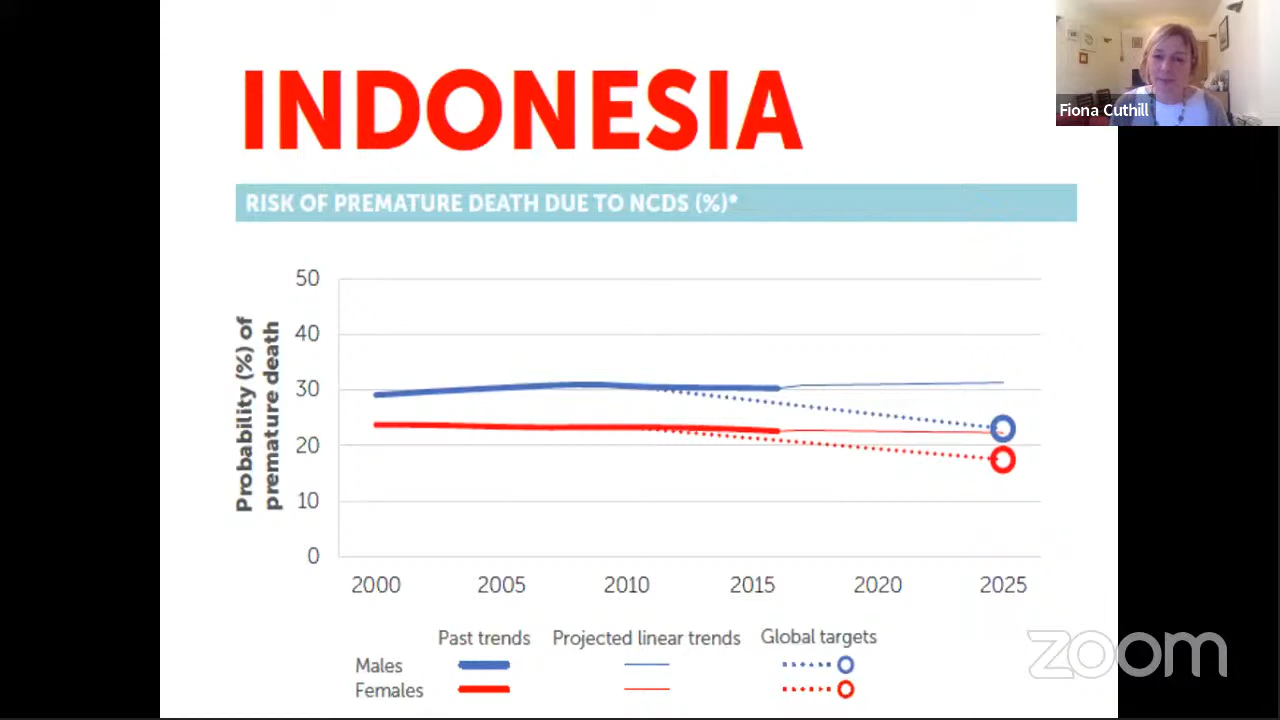 INDONESIA
Fiona Cuthill
RISK OF PREMATURE DEATH DUE TO NCDS (%)*
Probability (%) of
premature death
50
40
30
20
10
0
2000 2005 2010 2015 2020 2025
Past trends Projected linear trends Global targets
Males
Females
zoom